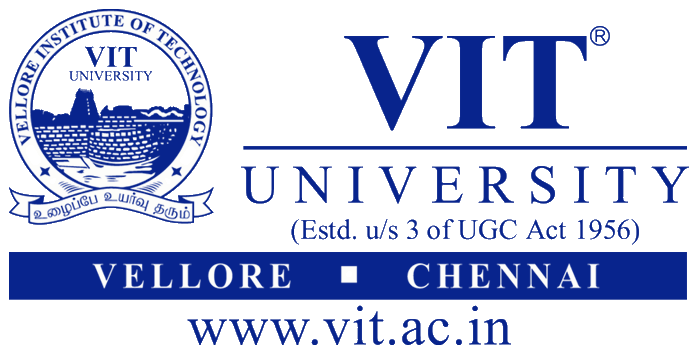 VELLORE INSTITUTE OF TECHNOLOGY
VIT
UNIVERSITY
உழைப்பே உயர்வு தரும்
VIT®
UNIVERSITY
(Estd. u/s 3 of UGC Act 1956)
VELLORE ■ CHENNAI
www.vit.ac.in